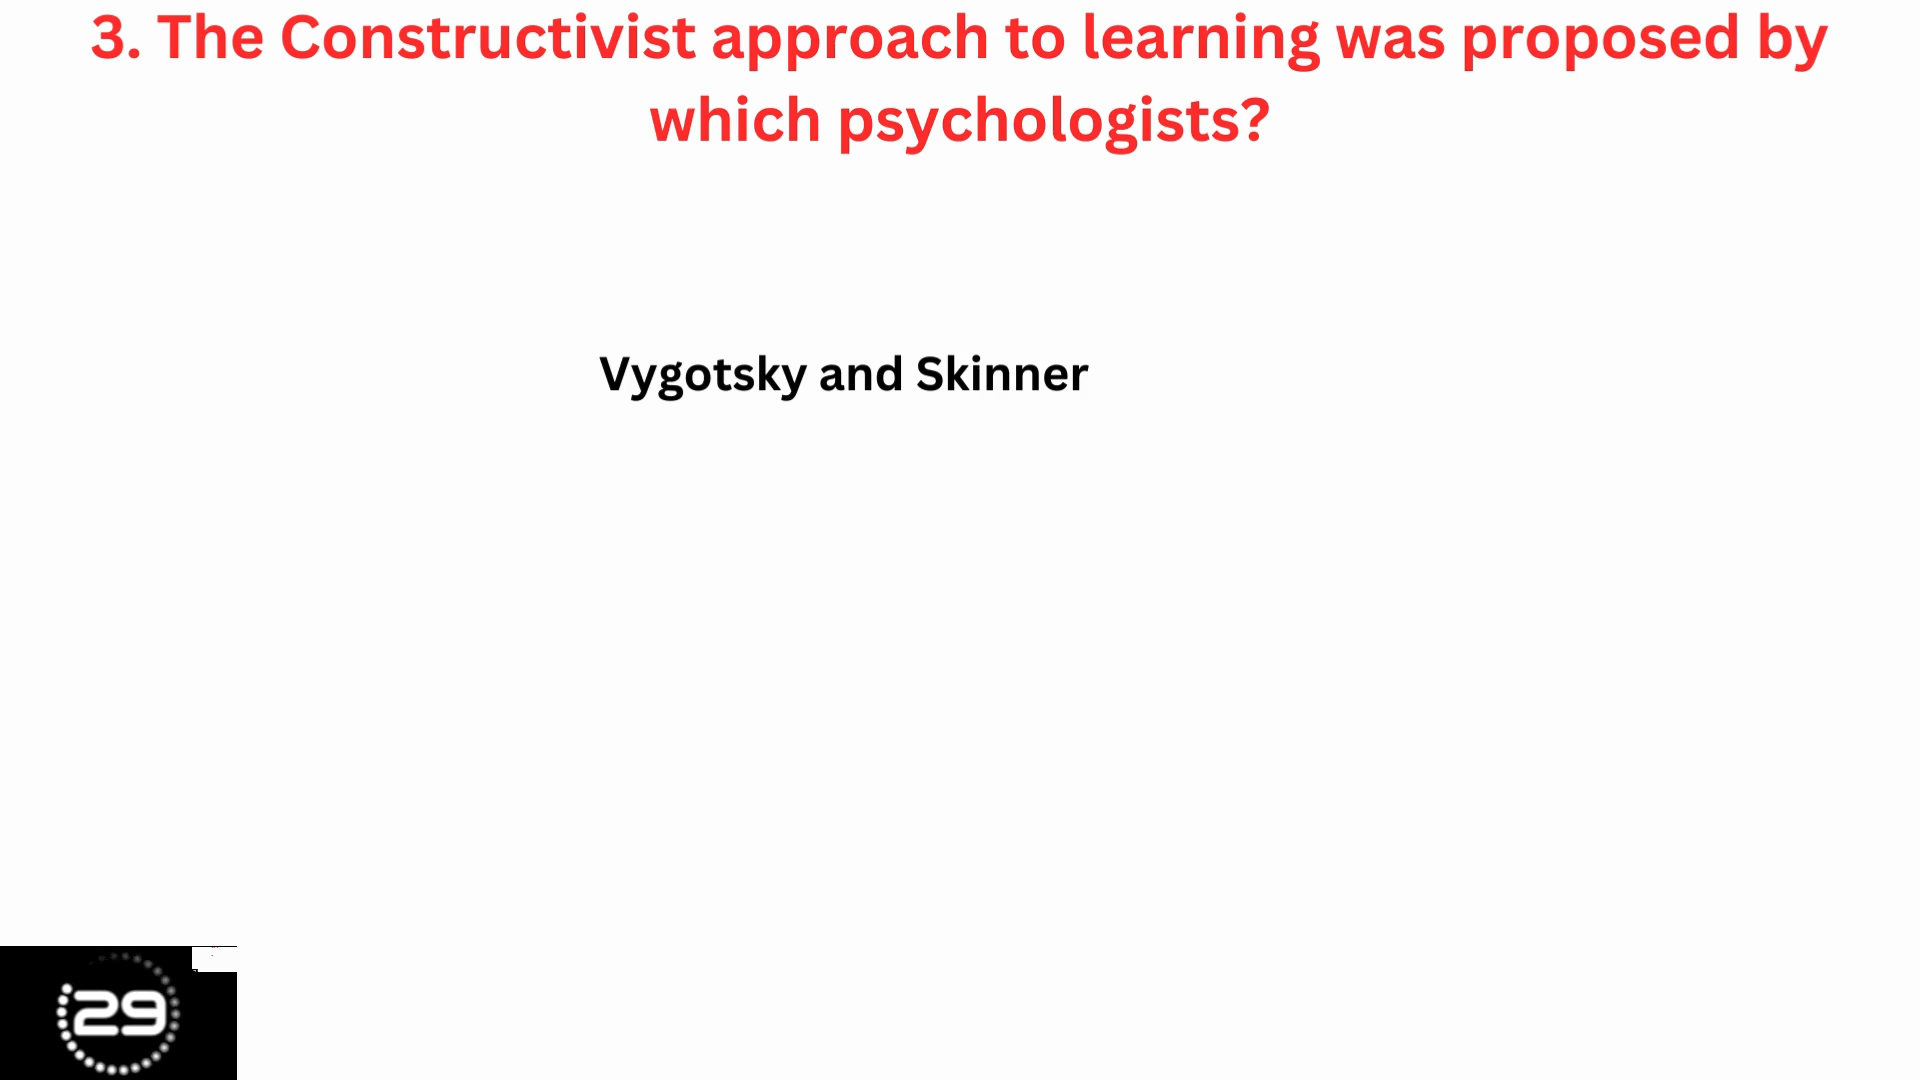 3. The Constructivist approach to learning was proposed by
which psychologists?
Vygotsky and Skinner
29